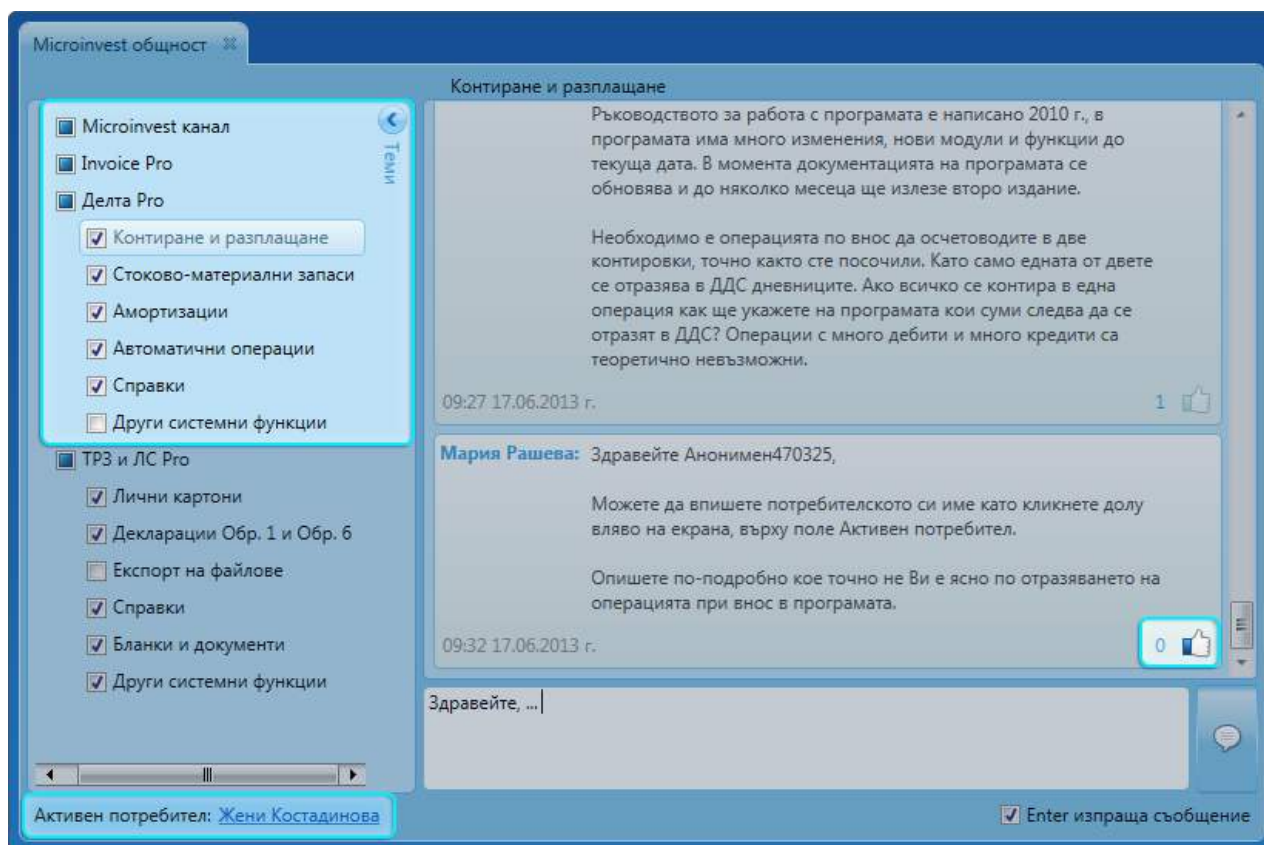 Microinvest общност
Контиране и разплащане
Microinvest канал
Invoice Pro
Делта Pro
Контиране и разплащане
Стоково-материални запаси
Амортизации
Автоматични операции
Справки
Други системни функции
ТРЗ и ЛС Pro
Лични картони
Декларации Обр. 1 и Обр. 6
Експорт на файлове
Справки
Бланки и документи
Други системни функции
Теми
Ръководството за работа с програмата е написано 2010 г., в
програмата има много изменения, нови модули и функции до
текуща дата. В момента документацията на програмата се
обновява и до няколко месеца ще излезе второ издание.
Необходимо е операцията по внос да осчетоводите в две
контировки, точно както сте посочили. Като само едната от двете
се отразява в ДДС дневниците. Ако всичко се контира в една
операция как ще укажете на програмата кои суми следва да се
отразят в ДДС? Операции с много дебити и много кредити са
теоретично невъзможни.
09:27 17.06.2013 г. 1
Мария Рашева: Здравейте Анонимен470325,
Можете да впишете потребителското си име като кликнете долу
вляво на екрана, върху поле Активен потребител.
Опишете по-подробно кое точно не Ви е ясно по отразяването на
операцията при внос в програмата.
09:32 17.06.2013 г. 0
Здравейте, ...
Активен потребител: Жени Костадинова
Enter изпраща съобщение